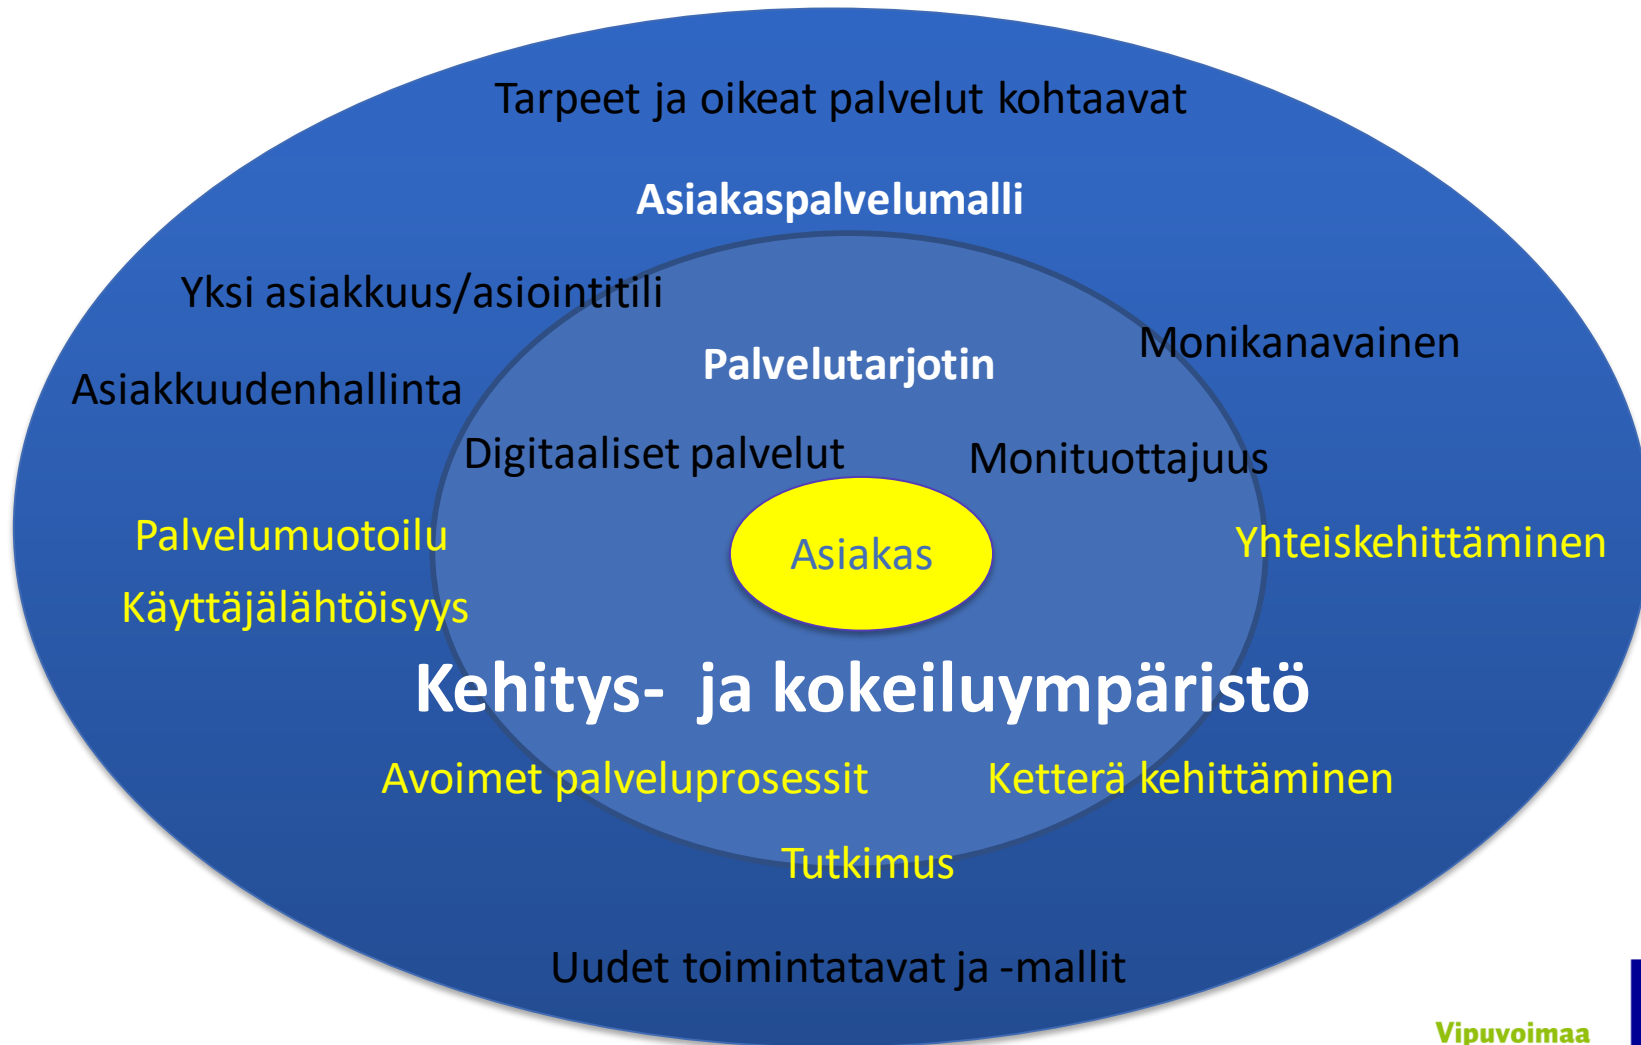 Tarpeet ja oikeat palvelut kohtaavat
Asiakaspalvelumalli
Yksi asiakkuus/asiointitili
Monikanavainen
Palvelutarjotin
Asiakkuudenhallinta
Digitaaliset palvelut
Monituottajuus
Palvelumuotoilu
Asiakas
Yhteiskehittäminen
Käyttäjälähtöisyys
Kehitys- ja kokeiluympäristö
Avoimet palveluprosessit
Ketterä kehittäminen
Tutkimus
Uudet toimintatavat ja -mallit
Vipuvoimaa